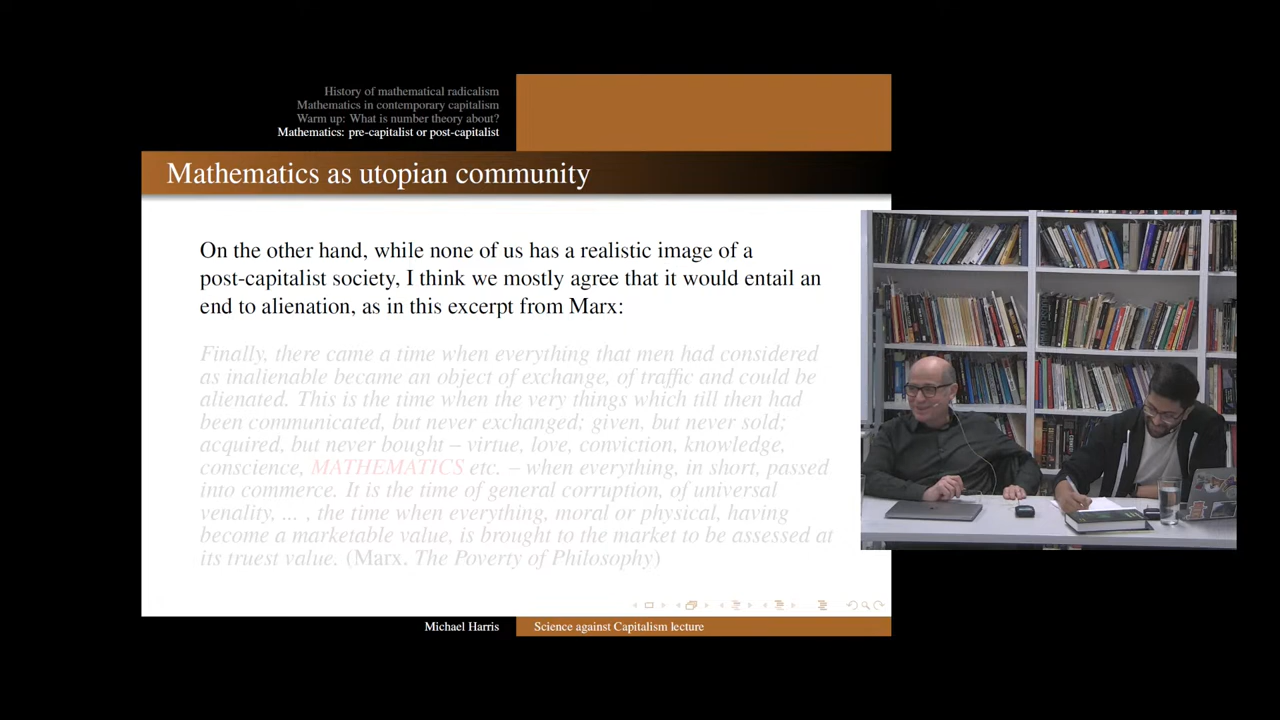 History of mathematical radicalism
Mathematics in contemporary capitalism
Warm up: What is number theory about?
Mathematics: pre-capitalist or post-capitalist
Mathematics as utopian community
On the other hand, while none of us has a realistic image of a
post-capitalist society, I think we mostly agree that it would entail an
end to alienation, as in this excerpt from Marx:
Finally, there came a time when everything that men had considered
as inalienable became an object of exchange, of traffic and could be
alienated. This is the time when the very things which till then had
been communicated, but never exchanged; given, but never sold;
acquired, but never bought – virtue, love, conviction, knowledge,
conscience, MATHEMATICS etc. – when everything, in short, passed
into commerce. It is the time of general corruption, of universal
venality, ... , the time when everything, moral or physical, having
become a marketable value, is brought to the market to be assessed at
its truest value. (Marx. The Poverty of Philosophy)
Michael Harris
Science against Capitalism lecture